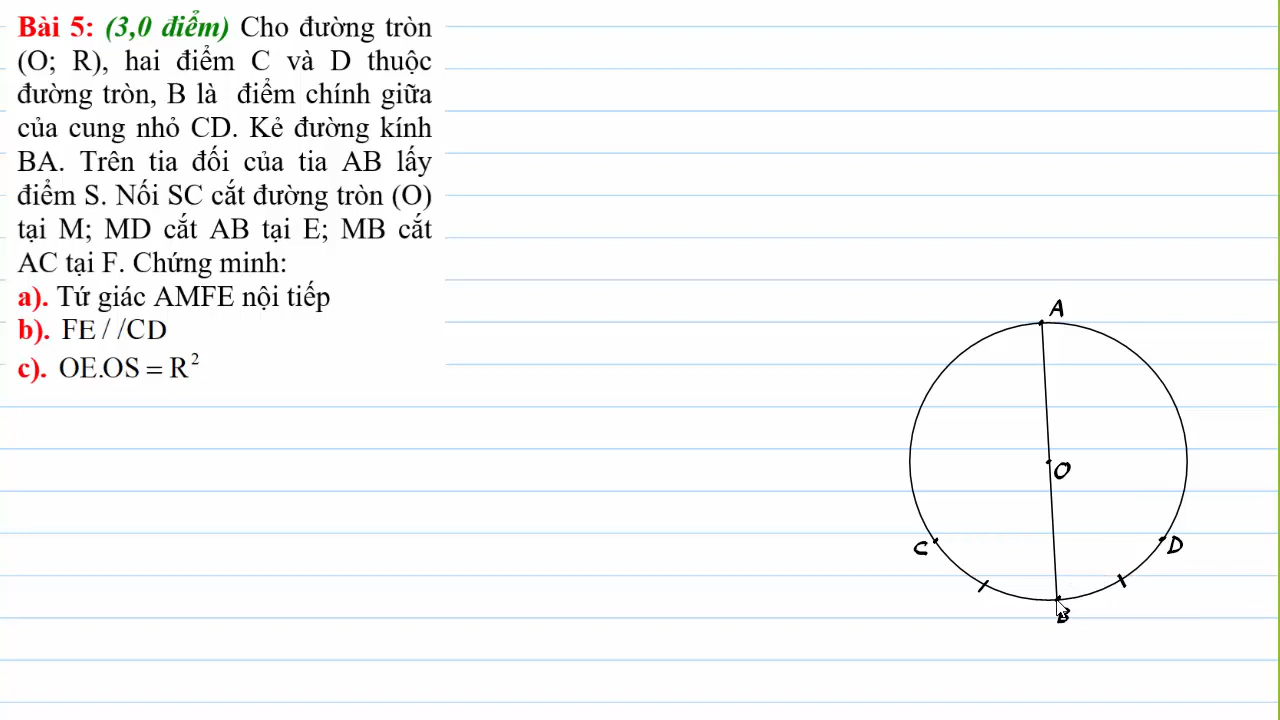 Bài 5: (3,0 điểm) Cho đường tròn
(O; R), hai điểm C và D thuộc
đường tròn, B là điểm chính giữa
của cung nhỏ CD. Kẻ đường kính
BA. Trên tia đối của tia AB lấy
điểm S. Nối SC cắt đường tròn (O)
tại M; MD cắt AB tại E; MB cắt
AC tại F. Chứng minh:
a). Tứ giác AMFE nội tiếp
b). FE//CD
c). OE.OS = R²
A
O
C
D
B